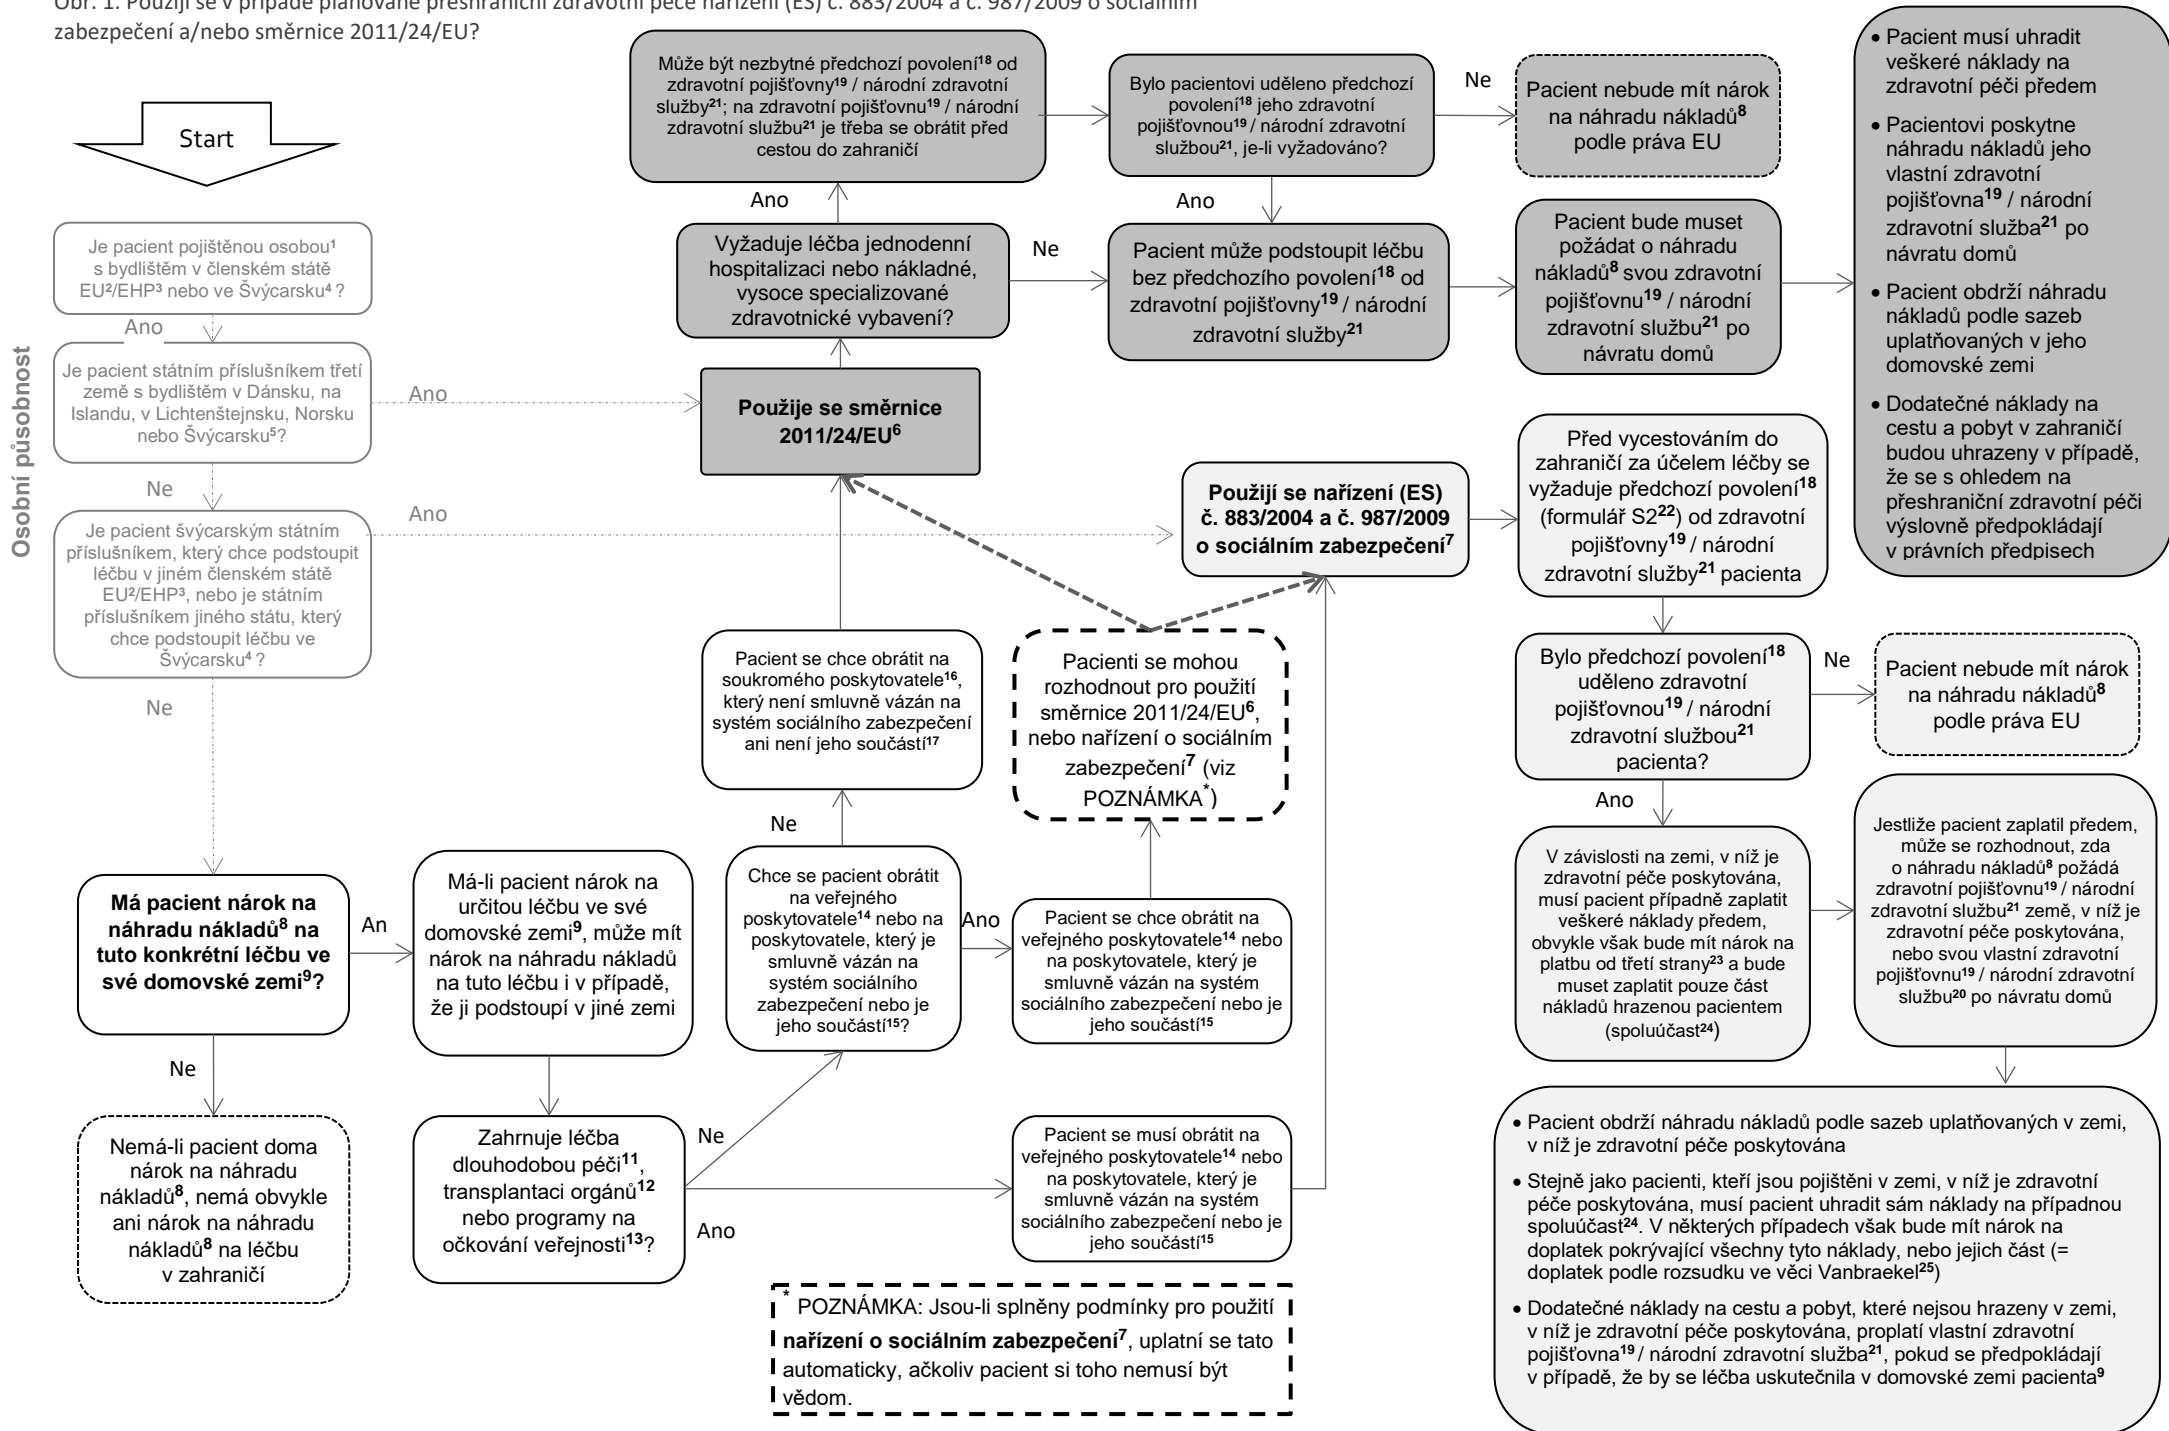 Obr. 1. Použijí se v případě plánované přeshraniční zdravotní péče nařízení (ES) č. 883/2004 a č. 987/2009 o sociálním
zabezpečení a/nebo směrnice 2011/24/EU?
Start
Osobní působnost
Je pacient pojištěnou osobou¹
s bydlištěm v členském státě
EU²/EHP³ nebo ve Švýcarsku⁴ ?
Ano
Je pacient státním příslušníkem třetí
země s bydlištěm v Dánsku, na
Islandu, v Lichtenštejnsku, Norsku
nebo Švýcarsku⁵?
Ano
Ne
Je pacient švýcarským státním
příslušníkem, který chce podstoupit
léčbu v jiném členském státě
EU²/EHP³, nebo je státním
příslušníkem jiného státu, který
chce podstoupit léčbu ve
Švýcarsku⁴ ?
Ano
Ne
Má pacient nárok na
náhradu nákladů⁸ na
tuto konkrétní léčbu ve
své domovské zemi⁹?
An
Ne
Nemá-li pacient doma
nárok na náhradu
nákladů⁸, nemá obvykle
ani nárok na náhradu
nákladů⁸ na léčbu
v zahraničí
Má-li pacient nárok na
určitou léčbu ve své
domovské zemi⁹, může mít
nárok na náhradu nákladů
na tuto léčbu i v případě,
že ji podstoupí v jiné zemi
Zahrnuje léčba
dlouhodobou péči¹¹,
transplantaci orgánů¹²
nebo programy na
očkování veřejnosti¹³?
Ne
Ano
Chce se pacient obrátit
na veřejného
poskytovatele¹⁴ nebo na
poskytovatele, který je
smluvně vázán na
systém sociálního
zabezpečení nebo je
jeho součástí¹⁵?
Ne
Ano
Pacient se chce obrátit na
soukromého poskytovatele¹⁶,
který není smluvně vázán na
systém sociálního zabezpečení
ani není jeho součástí¹⁷
Pacient se chce obrátit na
veřejného poskytovatele¹⁴ nebo
na poskytovatele, který je
smluvně vázán na systém
sociálního zabezpečení nebo je
jeho součástí¹⁵
Pacient se musí obrátit na
veřejného poskytovatele¹⁴ nebo
na poskytovatele, který je
smluvně vázán na systém
sociálního zabezpečení nebo je
jeho součástí¹⁵
Pacienti se mohou
rozhodnout pro použití
směrnice 2011/24/EU⁶,
nebo nařízení o sociálním
zabezpečení⁷ (viz
POZNÁMKA*)
* POZNÁMKA: Jsou-li splněny podmínky pro použití
nařízení o sociálním zabezpečení⁷, uplatní se tato
automaticky, ačkoliv pacient si toho nemusí být
vědom.
Použije se směrnice
2011/24/EU⁶
Vyžaduje léčba jednodenní
hospitalizaci nebo nákladné,
vysoce specializované
zdravotnické vybavení?
Ano
Ne
Může být nezbytné předchozí povolení¹⁸ od
zdravotní pojišťovny¹⁹ / národní zdravotní
služby²¹; na zdravotní pojišťovnu¹⁹ / národní
zdravotní službu²¹ je třeba se obrátit před
cestou do zahraničí
Bylo pacientovi uděleno předchozí
povolení¹⁸ jeho zdravotní
pojišťovnou¹⁹ / národní zdravotní
službou²¹, je-li vyžadováno?
Ne
Ano
Pacient nebude mít nárok
na náhradu nákladů⁸
podle práva EU
Pacient může podstoupit léčbu
bez předchozího povolení¹⁸ od
zdravotní pojišťovny¹⁹ / národní
zdravotní služby²¹
Pacient bude muset
požádat o náhradu
nákladů⁸ svou zdravotní
pojišťovnu¹⁹ / národní
zdravotní službu²¹ po
návratu domů
• Pacient musí uhradit
veškeré náklady na
zdravotní péči předem
• Pacientovi poskytne
náhradu nákladů jeho
vlastní zdravotní
pojišťovna¹⁹ / národní
zdravotní služba²¹ po
návratu domů
• Pacient obdrží náhradu
nákladů podle sazeb
uplatňovaných v jeho
domovské zemi
• Dodatečné náklady na
cestu a pobyt v zahraničí
budou uhrazeny v případě,
že se s ohledem na
přeshraniční zdravotní péči
výslovně předpokládají
v právních předpisech
Použijí se nařízení (ES)
č. 883/2004 a č. 987/2009
o sociálním zabezpečení⁷
Před vycestováním do
zahraničí za účelem léčby se
vyžaduje předchozí povolení¹⁸
(formulář S2²²) od zdravotní
pojišťovny¹⁹ / národní
zdravotní služby²¹ pacienta
Bylo předchozí povolení¹⁸
uděleno zdravotní
pojišťovnou¹⁹ / národní
zdravotní službou²¹
pacienta?
Ne
Ano
Pacient nebude mít nárok
na náhradu nákladů⁸
podle práva EU
V závislosti na zemi, v níž je
zdravotní péče poskytována,
musí pacient případně zaplatit
veškeré náklady předem,
obvykle však bude mít nárok na
platbu od třetí strany²³ a bude
muset zaplatit pouze část
nákladů hrazenou pacientem
(spoluúčast²⁴)
Jestliže pacient zaplatil předem,
může se rozhodnout, zda
o náhradu nákladů⁸ požádá
zdravotní pojišťovnu¹⁹ / národní
zdravotní službu²¹ země, v níž je
zdravotní péče poskytována,
nebo svou vlastní zdravotní
pojišťovnu¹⁹ / národní zdravotní
službu²⁰ po návratu domů
• Pacient obdrží náhradu nákladů podle sazeb uplatňovaných v zemi,
v níž je zdravotní péče poskytována
• Stejně jako pacienti, kteří jsou pojištěni v zemi, v níž je zdravotní
péče poskytována, musí pacient uhradit sám náklady na případnou
spoluúčast²⁴. V některých případech však bude mít nárok na
doplatek pokrývající všechny tyto náklady, nebo jejich část (=
doplatek podle rozsudku ve věci Vanbraekel²⁵)
• Dodatečné náklady na cestu a pobyt, které nejsou hrazeny v zemi,
v níž je zdravotní péče poskytována, proplatí vlastní zdravotní
pojišťovna¹⁹ / národní zdravotní služba²¹, pokud se předpokládají
v případě, že by se léčba uskutečnila v domovské zemi pacienta⁹